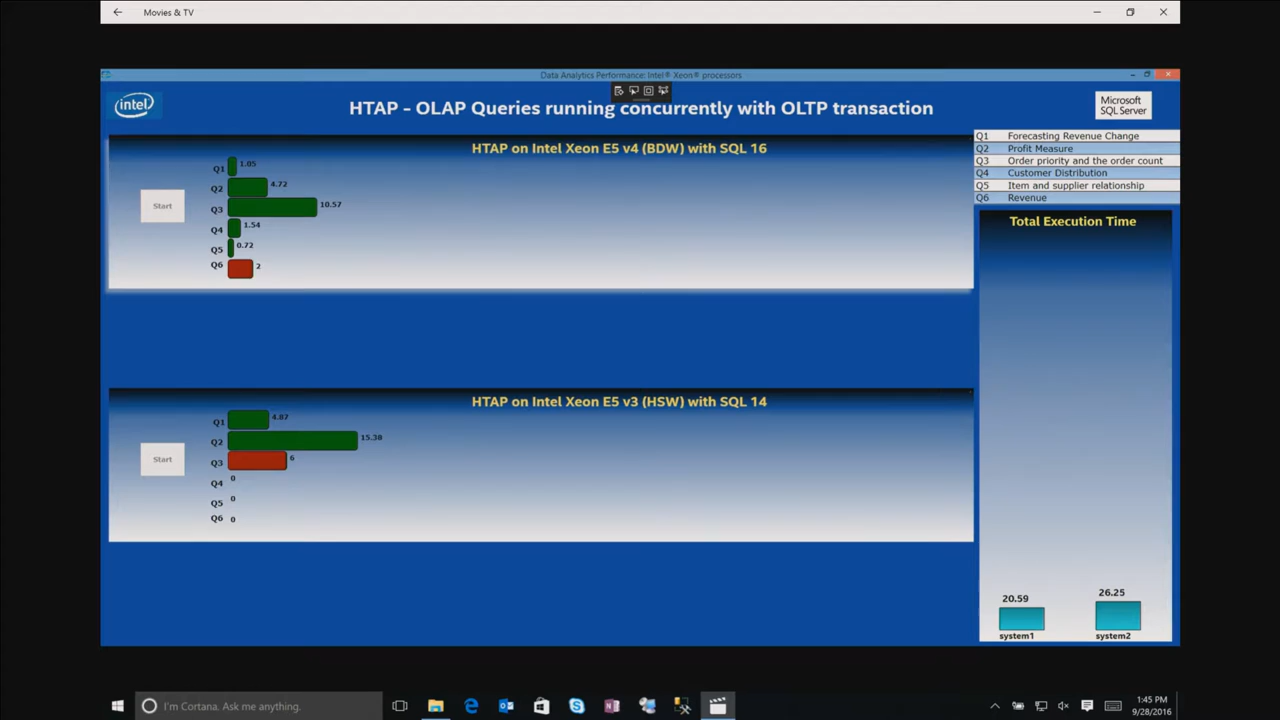 Movies & TV
Data Analytics Performance: Intel® Xeon® processors
intel
HTAP - OLAP Queries running concurrently with OLTP transaction
Microsoft
SQL Server
HTAP on Intel Xeon E5 v4 (BDW) with SQL 16
Start
Q1 1.05
Q2 4.72
Q3 10.57
Q4 1.54
Q5 0.72
Q6 2
Q1 Forecasting Revenue Change
Q2 Profit Measure
Q3 Order priority and the order count
Q4 Customer Distribution
Q5 Item and supplier relationship
Q6 Revenue
Total Execution Time
HTAP on Intel Xeon E5 v3 (HSW) with SQL 14
Start
Q1 4.87
Q2 15.38
Q3 6
Q4 0
Q5 0
Q6 0
20.59 26.25
system1 system2
I'm Cortana. Ask me anything.
1:45 PM
9/28/2016